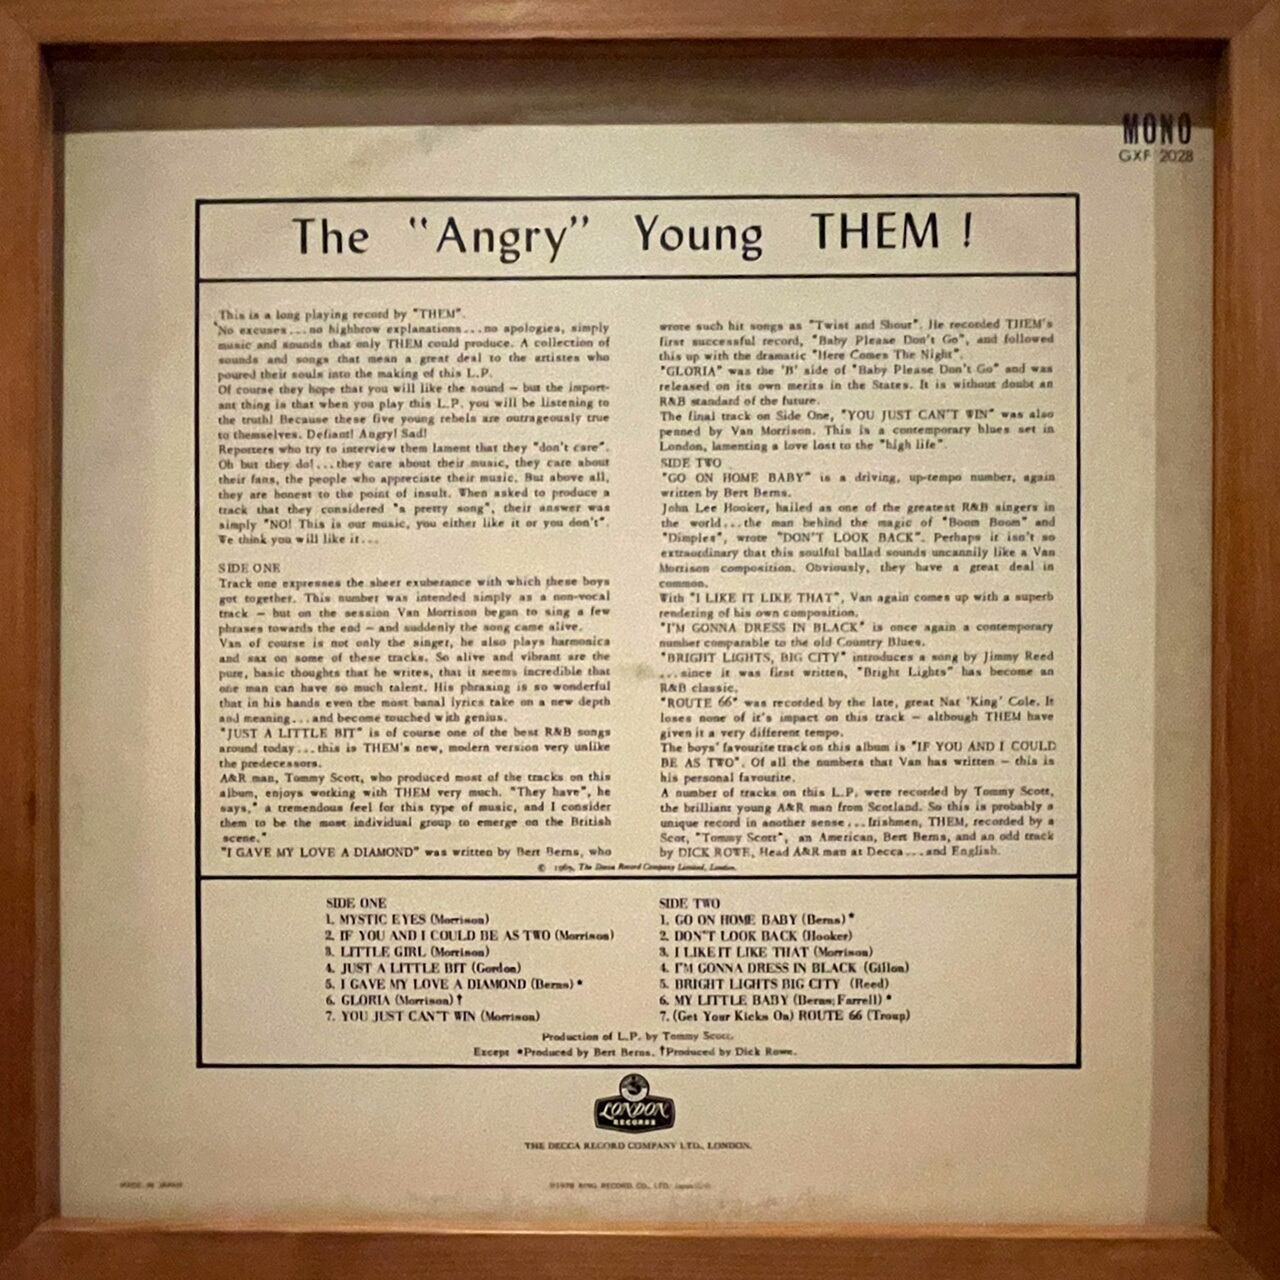 MONO
GXF 2028
The "Angry" Young THEM !
This is a long playing record by "THEM".
No excuses...no highbrow explanations...no apologies, simply
music and sounds that only THEM could produce. A collection of
sounds and songs that mean a great deal to the artistes who
poured their souls into the making of this L.P.
Of course they hope that you will like the sound – but the import-
ant thing is that when you play this L.P. you will be listening to
the truth! Because these five young rebels are outrageously true
to themselves. Defiant! Angry! Sad!
Reporters who try to interview them lament that they "don't care".
Oh but they do!...they care about their music, they care about
their fans, the people who appreciate their music. But above all,
they are honest to the point of insult. When asked to produce a
track that they considered "a pretty song", their answer was
simply "NO! This is our music, you either like it or you don't".
We think you will like it...
SIDE ONE
Track one expresses the sheer exuberance with which these boys
got together. This number was intended simply as a non-vocal
track – but on the session Van Morrison began to sing a few
phrases towards the end – and suddenly the song came alive.
Van of course is not only the singer, he also plays harmonica
and sax on some of these tracks. So alive and vibrant are the
pure, basic thoughts that he writes, that it seems incredible that
one man can have so much talent. His phrasing is so wonderful
that in his hands even the most banal lyrics take on a new depth
and meaning...and become touched with genius.
"JUST A LITTLE BIT" is of course one of the best R&B songs
around today...this is THEM's new, modern version very unlike
the predecessors.
A&R man, Tommy Scott, who produced most of the tracks on this
album, enjoys working with THEM very much. "They have", he
says," a tremendous feel for this type of music, and I consider
them to be the most individual group to emerge on the British
scene."
"I GAVE MY LOVE A DIAMOND" was written by Bert Berns, who
wrote such hit songs as "Twist and Shout". He recorded THEM's
first successful record, "Baby Please Don't Go", and followed
this up with the dramatic "Here Comes The Night".
"GLORIA" was the 'B' side of "Baby Please Don't Go" and was
released on its own merits in the States. It is without doubt an
R&B standard of the future.
The final track on Side One, "YOU JUST CAN'T WIN" was also
penned by Van Morrison. This is a contemporary blues set in
London, lamenting a love lost to the "high life".
SIDE TWO
"GO ON HOME BABY" is a driving, up-tempo number, again
written by Bert Berns.
John Lee Hooker, hailed as one of the greatest R&B singers in
the world...the man behind the magic of "Boom Boom" and
"Dimples", wrote "DON'T LOOK BACK". Perhaps it isn't so
extraordinary that this soulful ballad sounds uncannily like a Van
Morrison composition. Obviously, they have a great deal in
common.
With "I LIKE IT LIKE THAT", Van again comes up with a superb
rendering of his own composition.
"I'M GONNA DRESS IN BLACK" is once again a contemporary
number comparable to the old Country Blues.
"BRIGHT LIGHTS, BIG CITY" introduces a song by Jimmy Reed
...since it was first written, "Bright Lights" has become an
R&B classic.
"ROUTE 66" was recorded by the late, great Nat 'King' Cole. It
loses none of it's impact on this track – although THEM have
given it a very different tempo.
The boys' favourite track on this album is "IF YOU AND I COULD
BE AS TWO". Of all the numbers that Van has written – this is
his personal favourite.
A number of tracks on this L.P. were recorded by Tommy Scott,
the brilliant young A&R man from Scotland. So this is probably a
unique record in another sense...Irishmen, THEM, recorded by a
Scot, "Tommy Scott", an American, Bert Berns, and an odd track
by DICK ROWE, Head A&R man at Decca...and English.
© 1965, The Decca Record Company Limited, London.
SIDE ONE
1. MYSTIC EYES (Morrison)
2. IF YOU AND I COULD BE AS TWO (Morrison)
3. LITTLE GIRL (Morrison)
4. JUST A LITTLE BIT (Gordon)
5. I GAVE MY LOVE A DIAMOND (Berns) *
6. GLORIA (Morrison) †
7. YOU JUST CAN'T WIN (Morrison)
SIDE TWO
1. GO ON HOME BABY (Berns) *
2. DON'T LOOK BACK (Hooker)
3. I LIKE IT LIKE THAT (Morrison)
4. I'M GONNA DRESS IN BLACK (Gillon)
5. BRIGHT LIGHTS BIG CITY (Reed)
6. MY LITTLE BABY (Berns; Farrell) *
7. (Get Your Kicks On) ROUTE 66 (Troup)
Production of L.P. by Tommy Scott.
Except *Produced by Bert Berns. †Produced by Dick Rowe.
LONDON
RECORDS
THE DECCA RECORD COMPANY LTD., LONDON.
MADE IN JAPAN
℗1978 KING RECORD CO., LTD. Japan